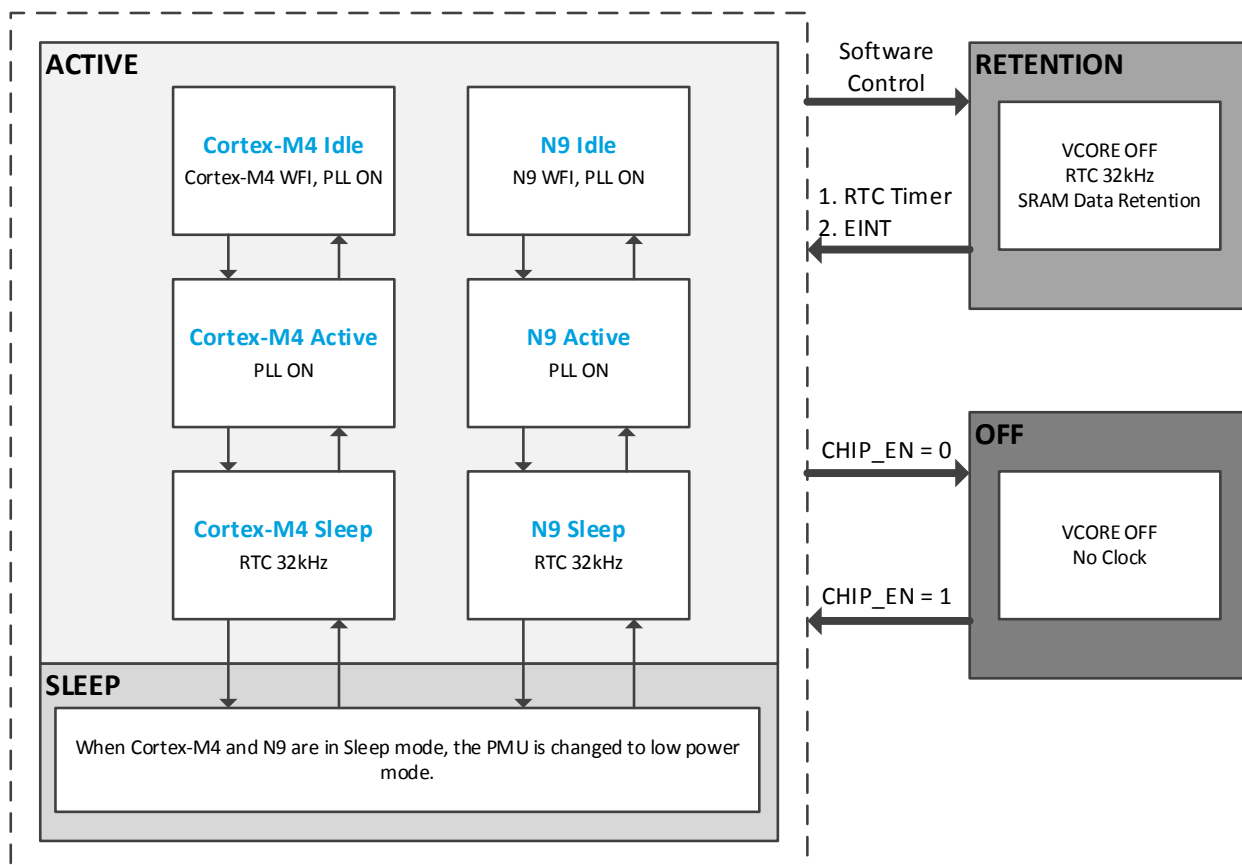 ACTIVE
Cortex-M4 Idle
Cortex-M4 WFI, PLL ON
N9 Idle
N9 WFI, PLL ON
Cortex-M4 Active
PLL ON
N9 Active
PLL ON
Cortex-M4 Sleep
RTC 32kHz
N9 Sleep
RTC 32kHz
SLEEP
When Cortex-M4 and N9 are in Sleep mode, the PMU is changed to low power
mode.
Software
Control
1. RTC Timer
2. EINT
RETENTION
VCORE OFF
RTC 32kHz
SRAM Data Retention
CHIP_EN = 0
CHIP_EN = 1
OFF
VCORE OFF
No Clock